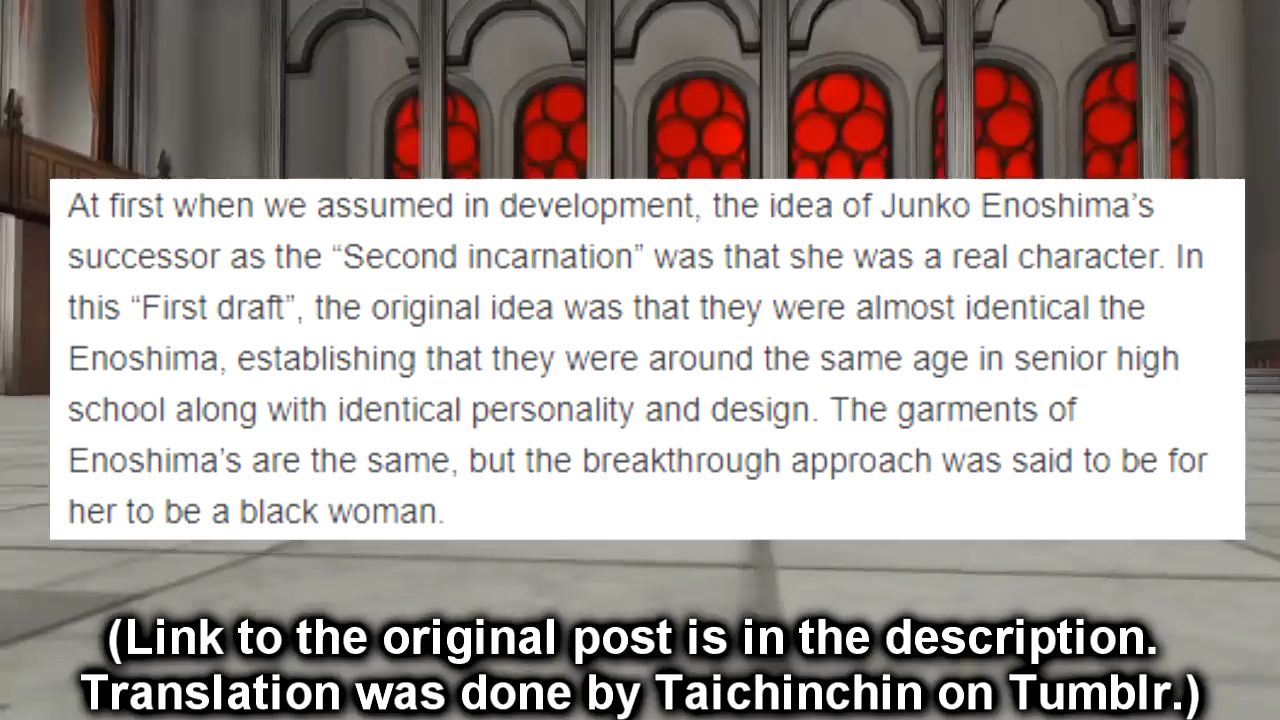 At first when we assumed in development, the idea of Junko Enoshima’s
successor as the “Second incarnation” was that she was a real character. In
this “First draft”, the original idea was that they were almost identical the
Enoshima, establishing that they were around the same age in senior high
school along with identical personality and design. The garments of
Enoshima’s are the same, but the breakthrough approach was said to be for
her to be a black woman.
(Link to the original post is in the description.
Translation was done by Taichinchin on Tumblr.)